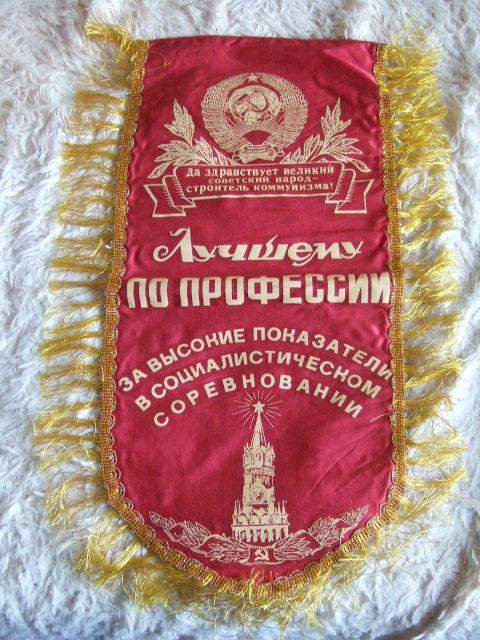 Да здравствует великий
советский народ–
строитель коммунизма!
Лучшему
ПО ПРОФЕССИИ
ЗА ВЫСОКИЕ ПОКАЗАТЕЛИ
В СОЦИАЛИСТИЧЕСКОМ
СОРЕВНОВАНИИ